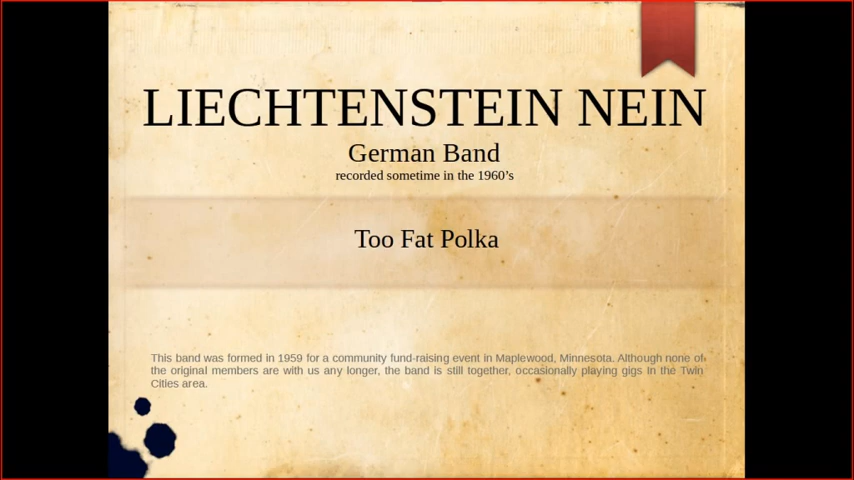 LIECHTENSTEIN NEIN
German Band
recorded sometime in the 1960’s
Too Fat Polka
This band was formed in 1959 for a community fund-raising event in Maplewood, Minnesota. Although none of
the original members are with us any longer, the band is still together, occasionally playing gigs In the Twin
Cities area.